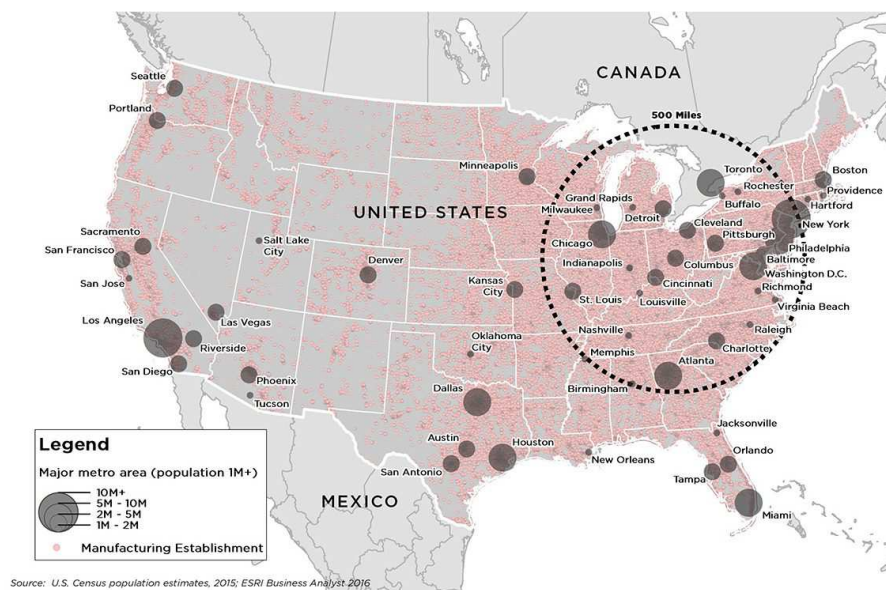 CANADA
500 Miles
Seattle
Portland
Minneapolis
Toronto
Boston
Rochester
Providence
Buffalo
Hartford
Grand Rapids
Milwaukee
Detroit
Cleveland
New York
UNITED STATES
Sacramento
Salt Lake
City
Chicago
Pittsburgh
Philadelphia
San Francisco
Denver
Indianapolis
Columbus
Baltimore
Washington D.C.
San Jose
Kansas
City
Cincinnati
Richmond
St. Louis
Louisville
Virginia Beach
Los Angeles
Las Vegas
Riverside
Oklahoma
City
Nashville
Raleigh
Memphis
Charlotte
San Diego
Phoenix
Atlanta
Tucson
Dallas
Birmingham
Jacksonville
Austin
Houston
New Orleans
Orlando
San Antonio
Tampa
Miami
MEXICO
Legend
Major metro area (population 1M+)
10M+
5M - 10M
2M - 5M
1M - 2M
Manufacturing Establishment
Source: U.S. Census population estimates, 2015; ESRI Business Analyst 2016